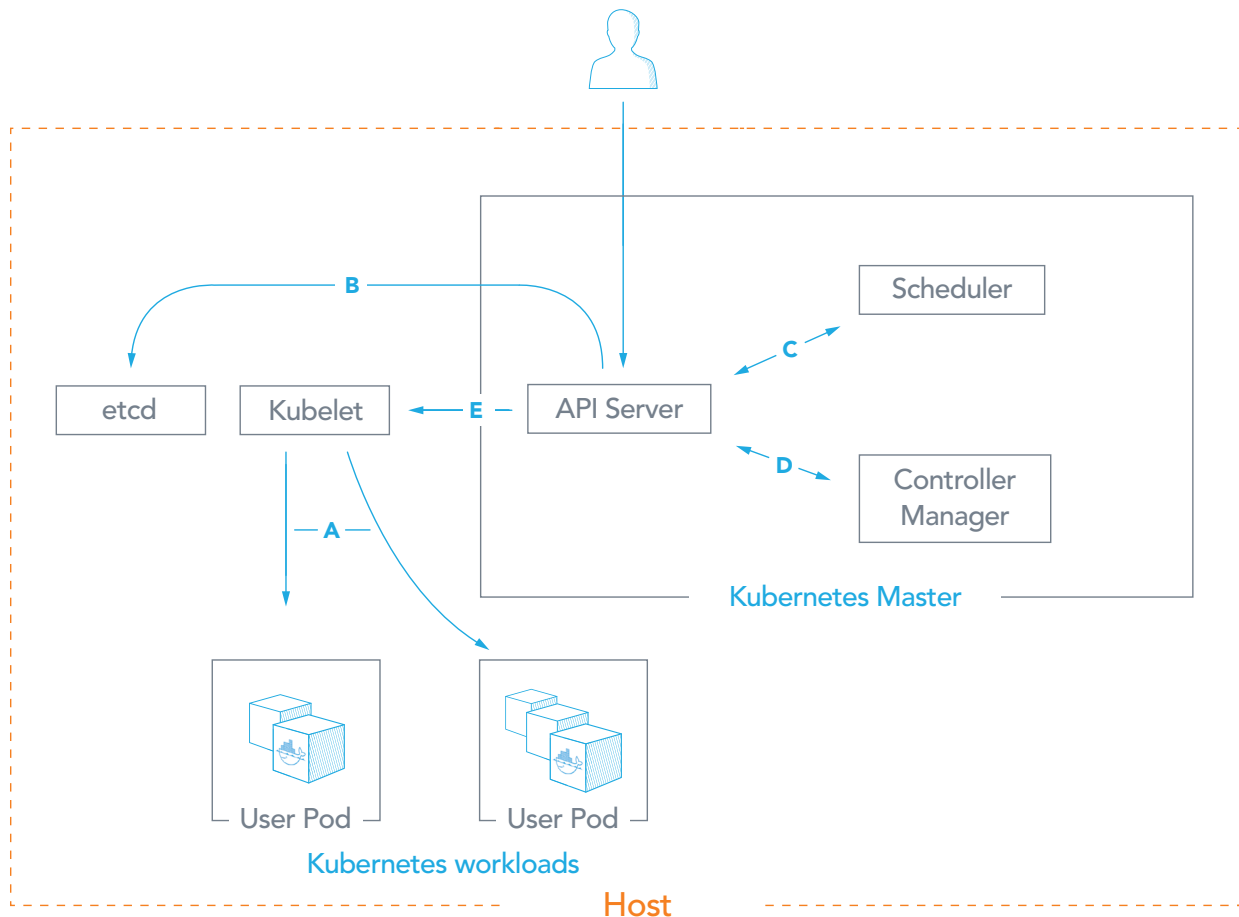 B
Scheduler
C
etcd
Kubelet
E
API Server
D
Controller
Manager
A
Kubernetes Master
User Pod
User Pod
Kubernetes workloads
Host